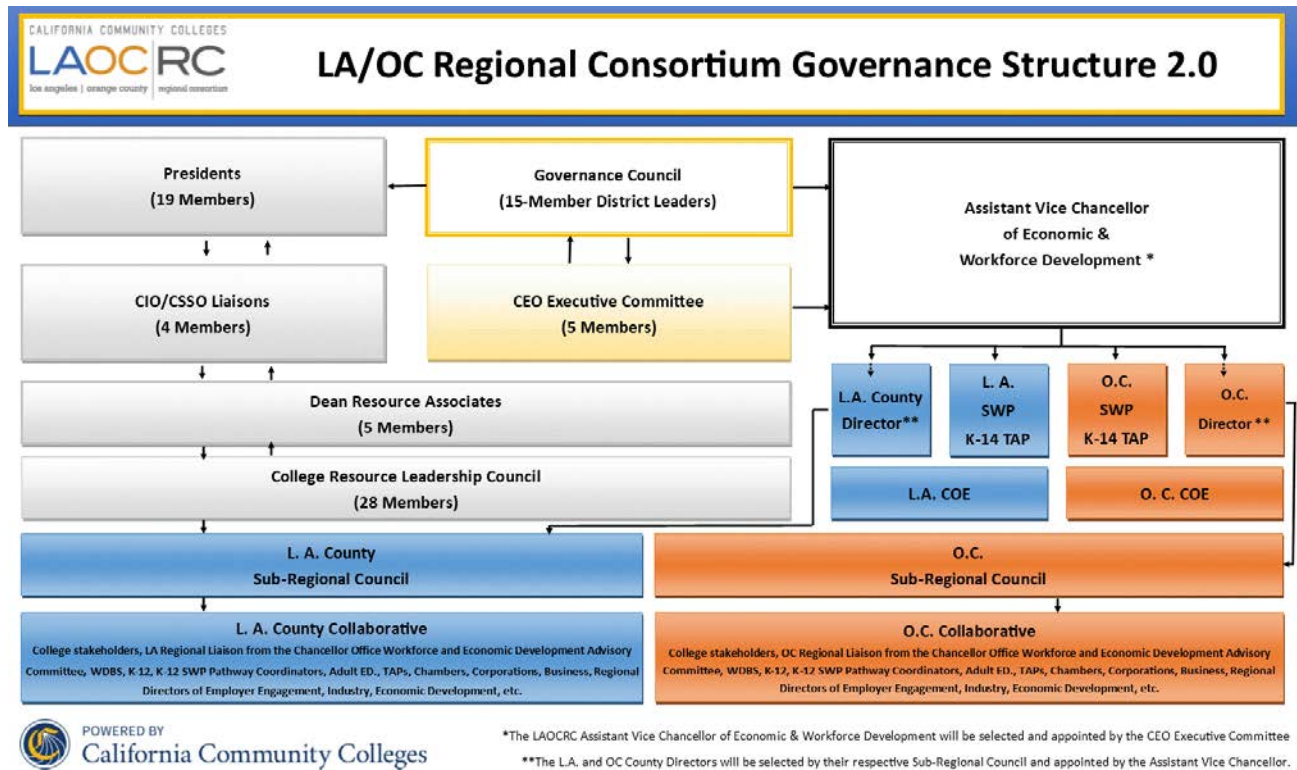 CALIFORNIA COMMUNITY COLLEGES
LAOC RC
los angeles | orange county | regional consortium
LA/OC Regional Consortium Governance Structure 2.0
Presidents
(19 Members)
Governance Council
(15-Member District Leaders)
Assistant Vice Chancellor
of Economic &
Workforce Development *
CIO/CSSO Liaisons
(4 Members)
CEO Executive Committee
(5 Members)
Dean Resource Associates
(5 Members)
L.A. County
Director**
L. A.
SWP
K-14 TAP
O.C.
SWP
K-14 TAP
O.C.
Director**
College Resource Leadership Council
(28 Members)
L.A. COE
O. C. COE
L. A. County
Sub-Regional Council
O.C.
Sub-Regional Council
L. A. County Collaborative
College stakeholders, LA Regional Liaison from the Chancellor Office Workforce and Economic Development Advisory
Committee, WDBS, K-12, K-12 SWP Pathway Coordinators, Adult ED., TAPs, Chambers, Corporations, Business, Regional
Directors of Employer Engagement, Industry, Economic Development, etc.
O.C. Collaborative
College stakeholders, OC Regional Liaison from the Chancellor Office Workforce and Economic Development Advisory
Committee, WDBS, K-12, K-12 SWP Pathway Coordinators, Adult ED., TAPs, Chambers, Corporations, Business, Regional
Directors of Employer Engagement, Industry, Economic Development, etc.
POWERED BY
California Community Colleges
*The LAOCRC Assistant Vice Chancellor of Economic & Workforce Development will be selected and appointed by the CEO Executive Committee
**The L.A. and OC County Directors will be selected by their respective Sub-Regional Council and appointed by the Assistant Vice Chancellor.